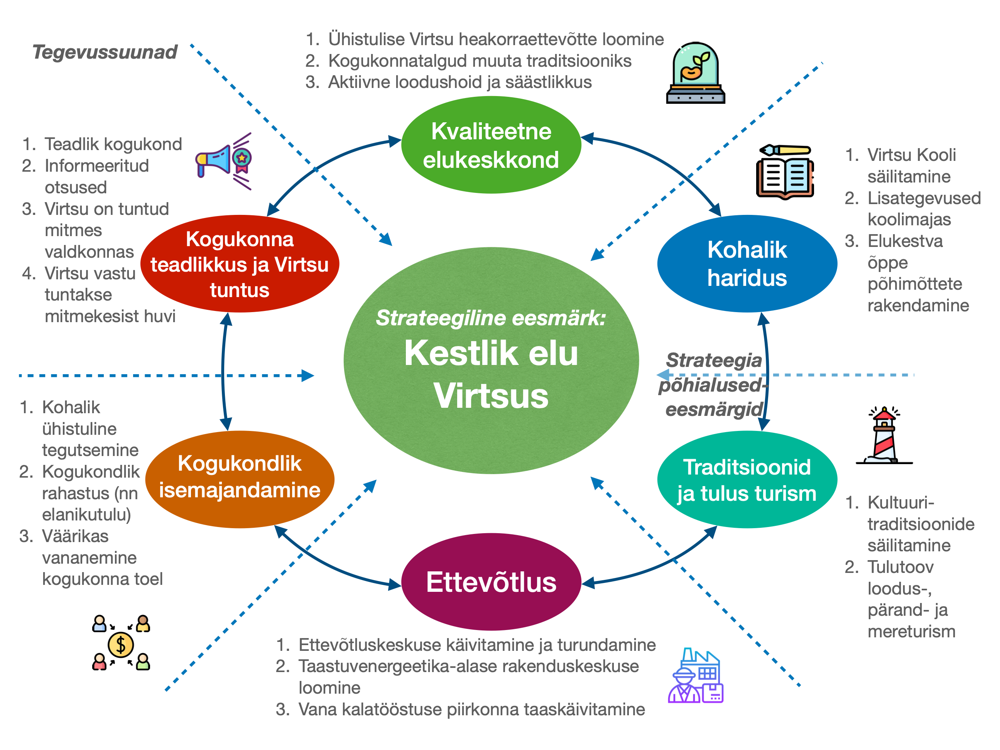 Tegevussuunad
1. Ühistulise Virtsu heakorraettevõtte loomine
2. Kogukonnatalgud muuta traditsiooniks
3. Aktiivne loodushoid ja säästlikkus
Kvaliteetne
elukeskkond
1. Teadlik kogukond
2. Informeeritud
otsused
3. Virtsu on tuntud
mitmes
valdkonnas
4. Virtsu vastu
tuntakse
mitmekesist huvi
Kogukonna
teadlikkus ja Virtsu
tuntus
1. Virtsu Kooli
säilitamine
2. Lisategevused
koolimajas
3. Elukestva
õppe
põhimõttete
rakendamine
Kohalik
haridus
Strateegiline eesmärk:
Kestlik elu
Virtsus
Strateegia
põhialused-
eesmärgid
1. Kohalik
ühistuline
tegutsemine
2. Kogukondlik
rahastus (nn
elanikutulu)
3. Väärikas
vananemine
kogukonna toel
Kogukondlik
isemajandamine
Traditsioonid
ja tulus turism
1. Kultuuri-
traditsioonide
säilitamine
2. Tulutoov
loodus-,
pärand- ja
mereturism
Ettevõtlus
1. Ettevõtluskeskuse käivitamine ja turundamine
2. Taastuvenergeetika-alase rakenduskeskuse
loomine
3. Vana kalatööstuse piirkonna taaskäivitamine
$